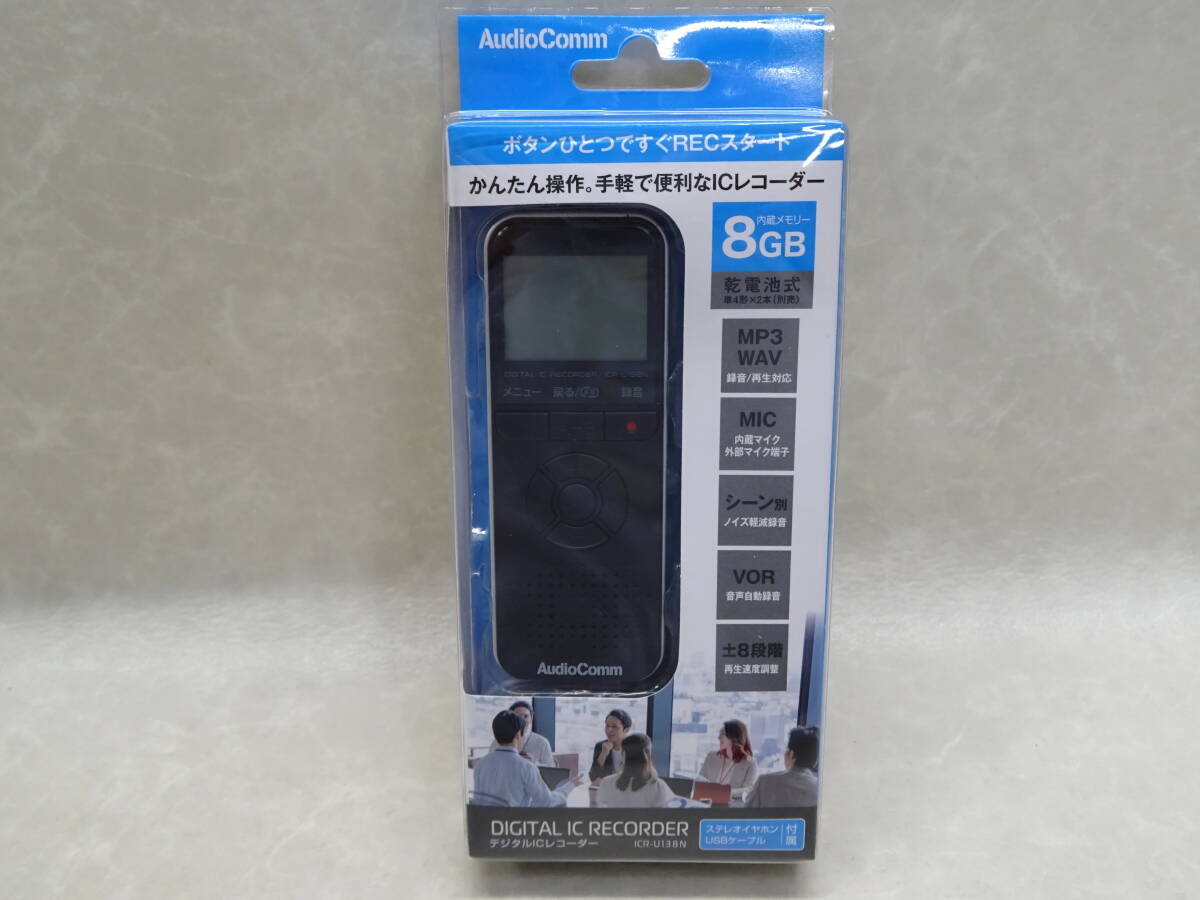 AudioComm®
ボタンひとつですぐRECスタート
かんたん操作。手軽で便利なICレコーダー
内蔵メモリー
8GB
乾電池式
単4形×2本(別売)
MP3
WAV
録音/再生対応
MIC
内蔵マイク
外部マイク端子
シーン別
ノイズ軽減録音
VOR
音声自動録音
±8段階
再生速度調整
DIGITAL IC RECORDER
メニュー 戻る/ 録音
AudioComm
DIGITAL IC RECORDER
デジタルICレコーダー ICR-U138N
ステレオイヤホン
USBケーブル
付属